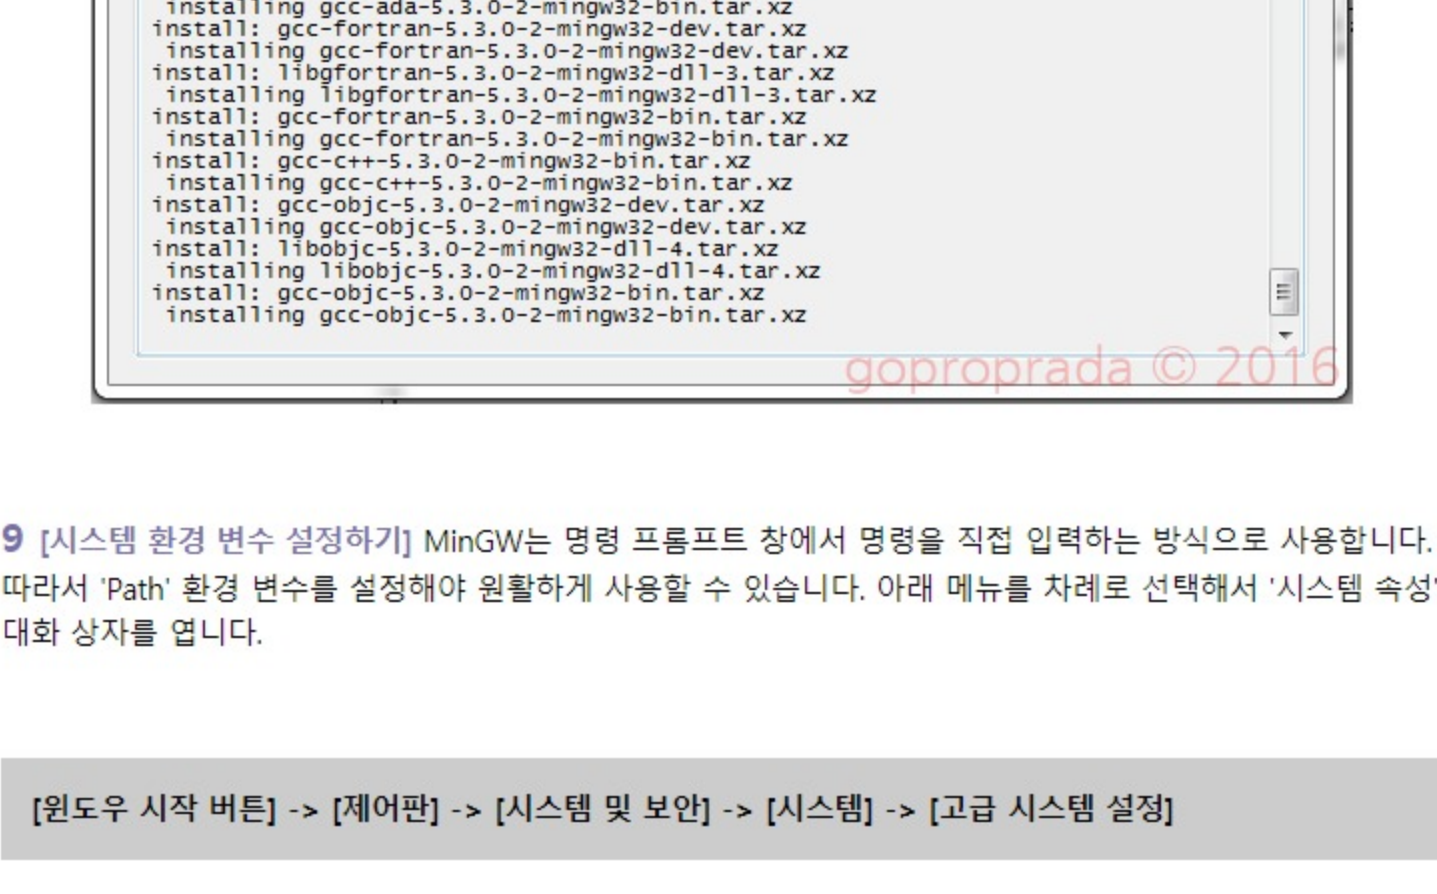 installing gcc-ada-5.3.0-2-mingw32-bin.tar.xz
install: gcc-fortran-5.3.0-2-mingw32-dev.tar.xz
installing gcc-fortran-5.3.0-2-mingw32-dev.tar.xz
install: libgfortran-5.3.0-2-mingw32-dll-3.tar.xz
installing libgfortran-5.3.0-2-mingw32-dll-3.tar.xz
install: gcc-fortran-5.3.0-2-mingw32-bin.tar.xz
installing gcc-fortran-5.3.0-2-mingw32-bin.tar.xz
install: gcc-c++-5.3.0-2-mingw32-bin.tar.xz
installing gcc-c++-5.3.0-2-mingw32-bin.tar.xz
install: gcc-objc-5.3.0-2-mingw32-dev.tar.xz
installing gcc-objc-5.3.0-2-mingw32-dev.tar.xz
install: libobjc-5.3.0-2-mingw32-dll-4.tar.xz
installing libobjc-5.3.0-2-mingw32-dll-4.tar.xz
install: gcc-objc-5.3.0-2-mingw32-bin.tar.xz
installing gcc-objc-5.3.0-2-mingw32-bin.tar.xz
goproprada © 2016
9 [시스템 환경 변수 설정하기] MinGW는 명령 프롬프트 창에서 명령을 직접 입력하는 방식으로 사용합니다.
따라서 'Path' 환경 변수를 설정해야 원활하게 사용할 수 있습니다. 아래 메뉴를 차례로 선택해서 '시스템 속성'
대화 상자를 엽니다.
[윈도우 시작 버튼] -> [제어판] -> [시스템 및 보안] -> [시스템] -> [고급 시스템 설정]